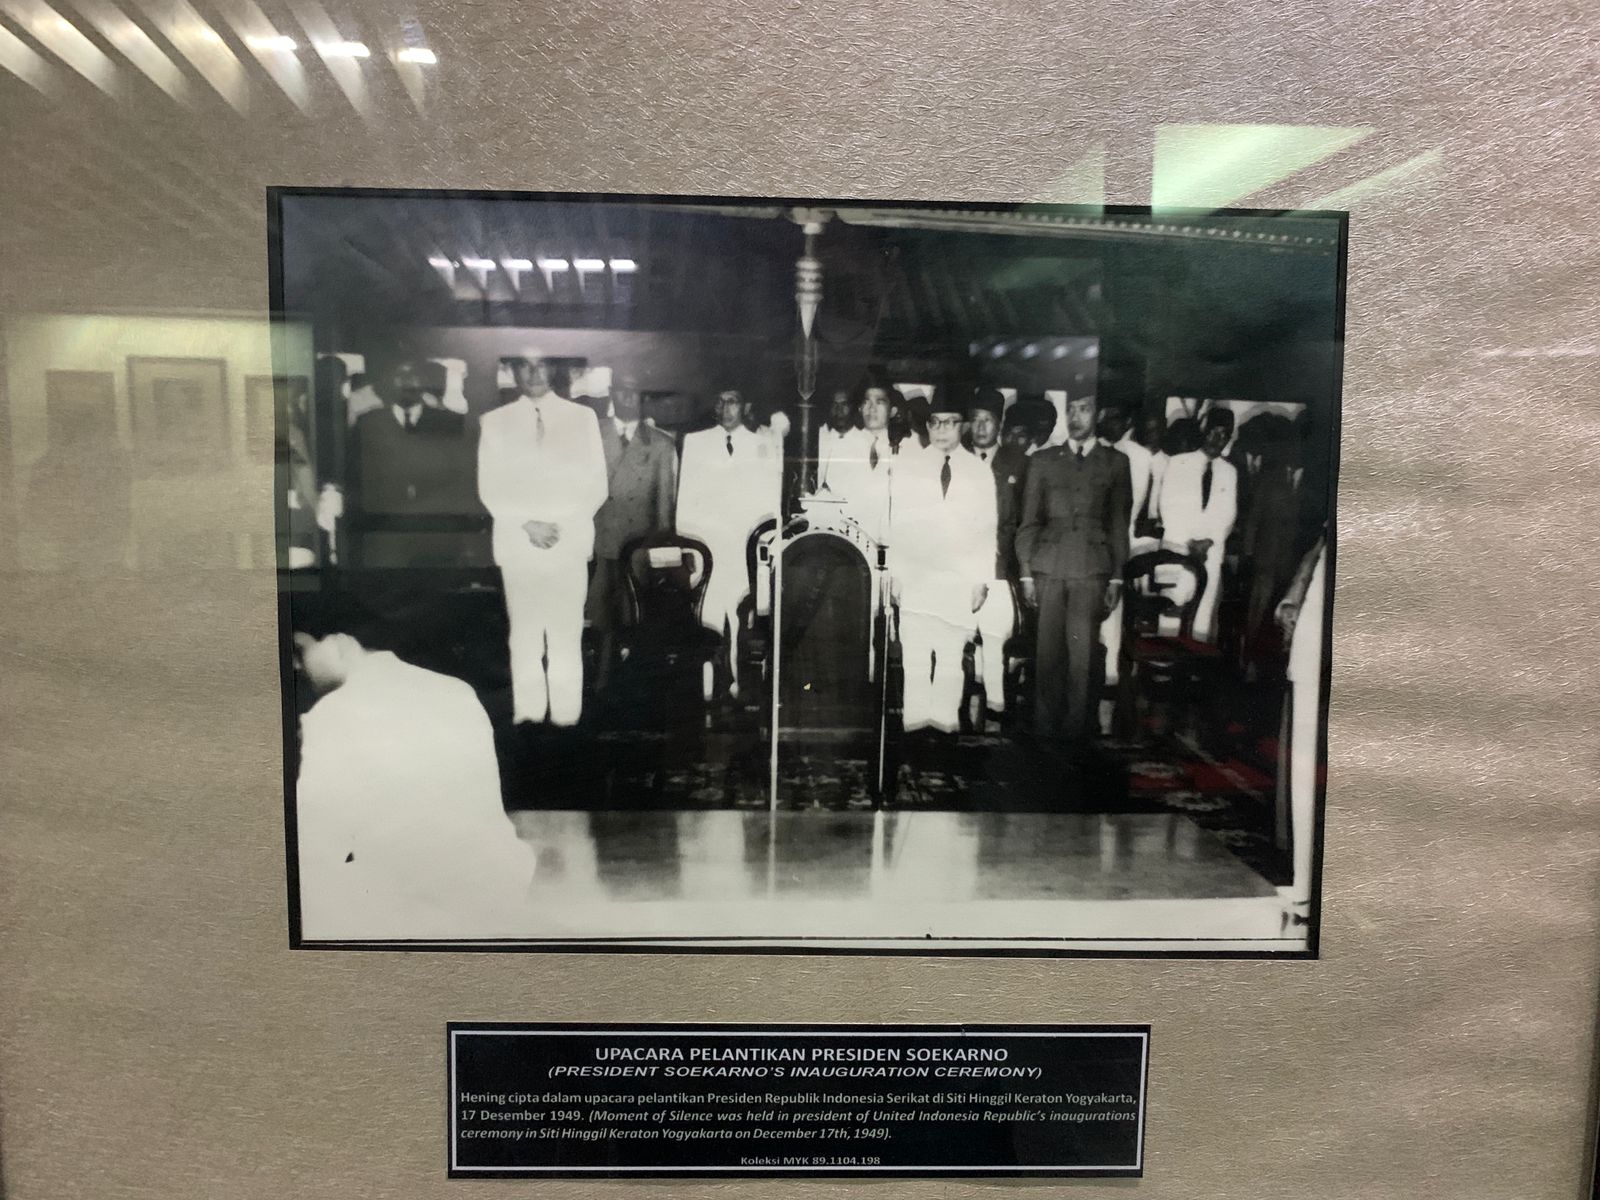 UPACARA PELANTIKAN PRESIDEN SOEKARNO
(PRESIDENT SOEKARNO'S INAUGURATION CEREMONY)
Hening cipta dalam upacara pelantikan Presiden Republik Indonesia Serikat di Siti Hinggil Keraton Yogyakarta,
17 Desember 1949. (Moment of Silence was held in president of United Indonesia Republic's inaugurations
ceremony in Siti Hinggil Keraton Yogyakarta on December 17th, 1949).
Koleksi MYK 89.1104.198